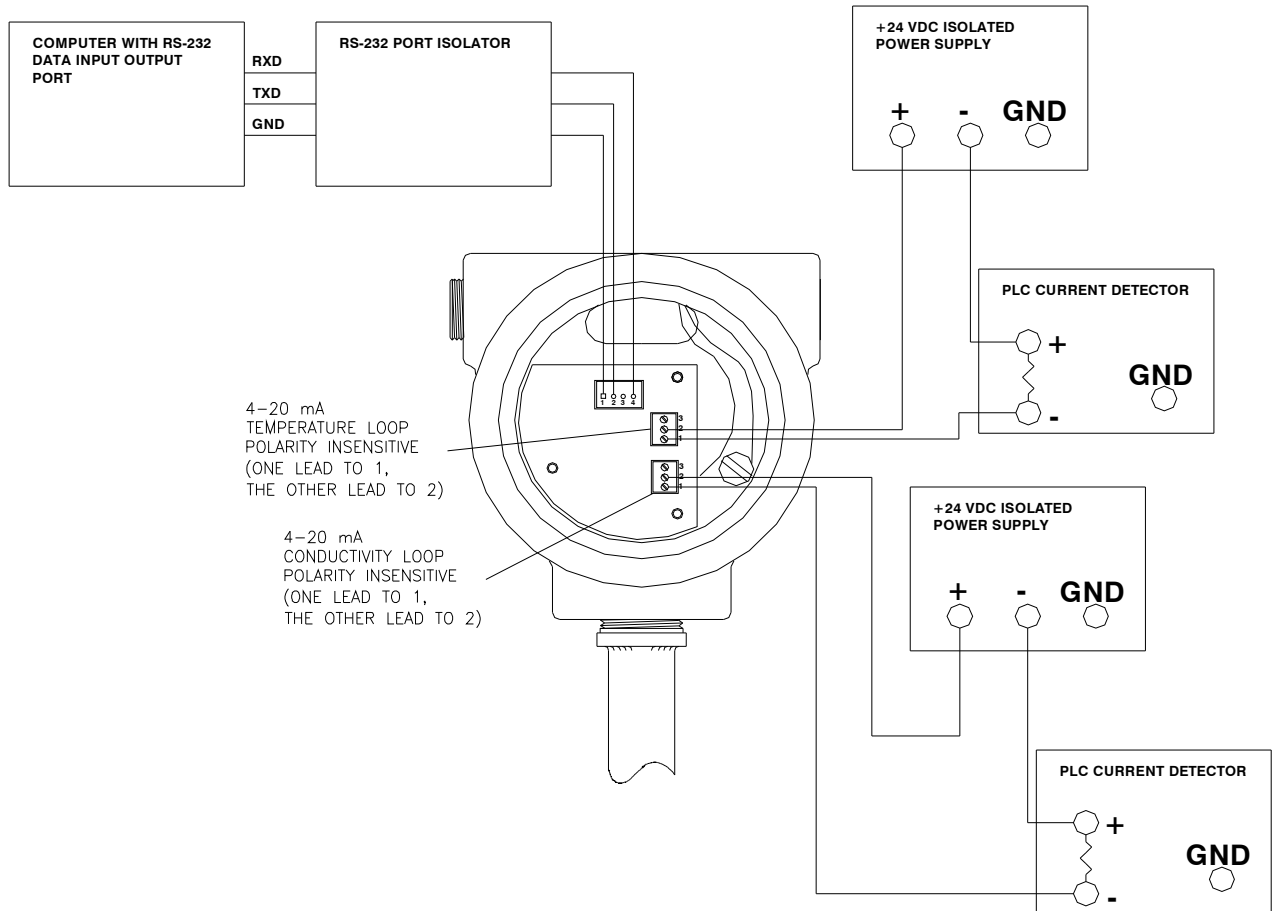 COMPUTER WITH RS-232
DATA INPUT OUTPUT
PORT
RXD
TXD
GND
RS-232 PORT ISOLATOR
+24 VDC ISOLATED
POWER SUPPLY
+ - GND
PLC CURRENT DETECTOR
+
GND
-
1 2 3 4
3
2
1
3
2
1
4-20 mA
TEMPERATURE LOOP
POLARITY INSENSITIVE
(ONE LEAD TO 1,
THE OTHER LEAD TO 2)
4-20 mA
CONDUCTIVITY LOOP
POLARITY INSENSITIVE
(ONE LEAD TO 1,
THE OTHER LEAD TO 2)
+24 VDC ISOLATED
POWER SUPPLY
+ - GND
PLC CURRENT DETECTOR
+
GND
-